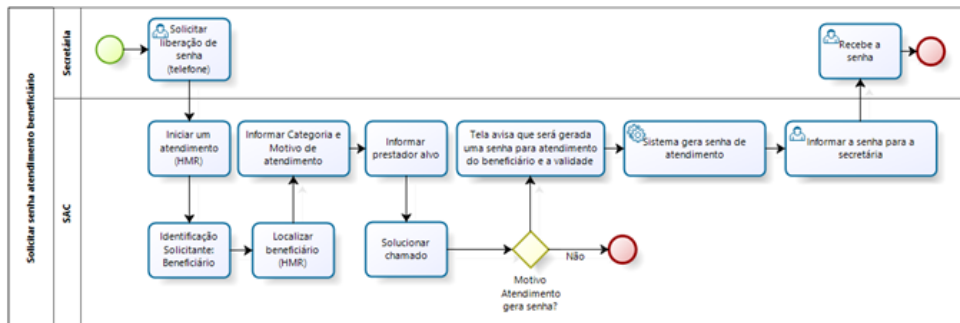 Solicitar senha atendimento beneficiário
Secretária
Solicitar
liberação de
senha
(telefone)
Recebe a
senha
SAC
Iniciar um
atendimento
(HMR)
Informar Categoria e
Motivo de
atendimento
Informar
prestador alvo
Tela avisa que será gerada
uma senha para atendimento
do beneficiário e a validade
Sistema gera senha de
atendimento
Informar a senha para a
secretária
Identificação
Solicitante:
Beneficiário
Localizar
beneficiário
(HMR)
Solucionar
chamado
Não
Motivo
Atendimento
gera senha?